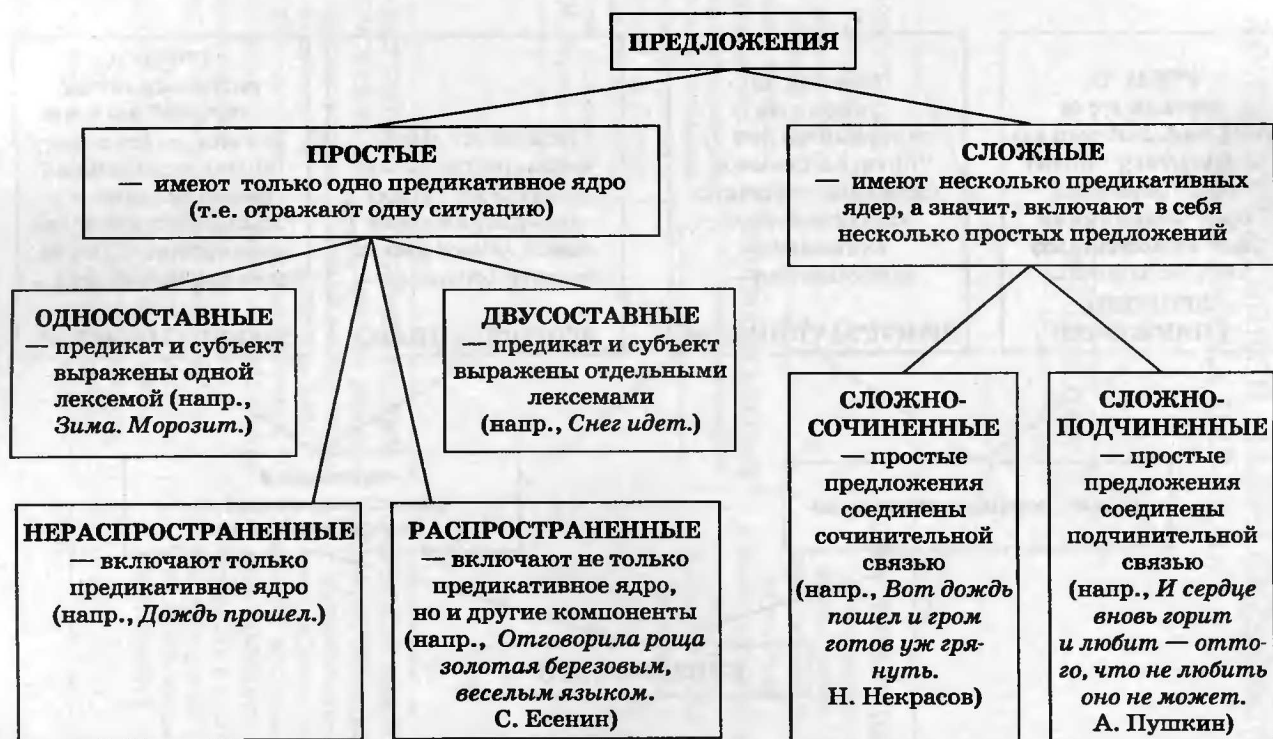 ПРЕДЛОЖЕНИЯ
ПРОСТЫЕ
— имеют только одно предикативное ядро
(т.е. отражают одну ситуацию)
СЛОЖНЫЕ
— имеют несколько предикативных
ядер, а значит, включают в себя
несколько простых предложений
ОДНОСОСТАВНЫЕ
— предикат и субъект
выражены одной
лексемой (напр.,
Зима. Морозит.)
ДВУСОСТАВНЫЕ
— предикат и субъект
выражены отдельными
лексемами
(напр., Снег идет.)
НЕРАСПРОСТРАНЕННЫЕ
— включают только
предикативное ядро
(напр., Дождь прошел.)
РАСПРОСТРАНЕННЫЕ
— включают не только
предикативное ядро,
но и другие компоненты
(напр., Отговорила роща
золотая березовым,
веселым языком.
С. Есенин)
СЛОЖНО-
СОЧИНЕННЫЕ
— простые
предложения
соединены
сочинительной
связью
(напр., Вот дождь
пошел и гром
готов уж гря-
нуть.
Н. Некрасов)
СЛОЖНО-
ПОДЧИНЕННЫЕ
— простые
предложения
соединены
подчинительной
связью
(напр., И сердце
вновь горит
и любит — отто-
го, что не любить
оно не может.
А. Пушкин)